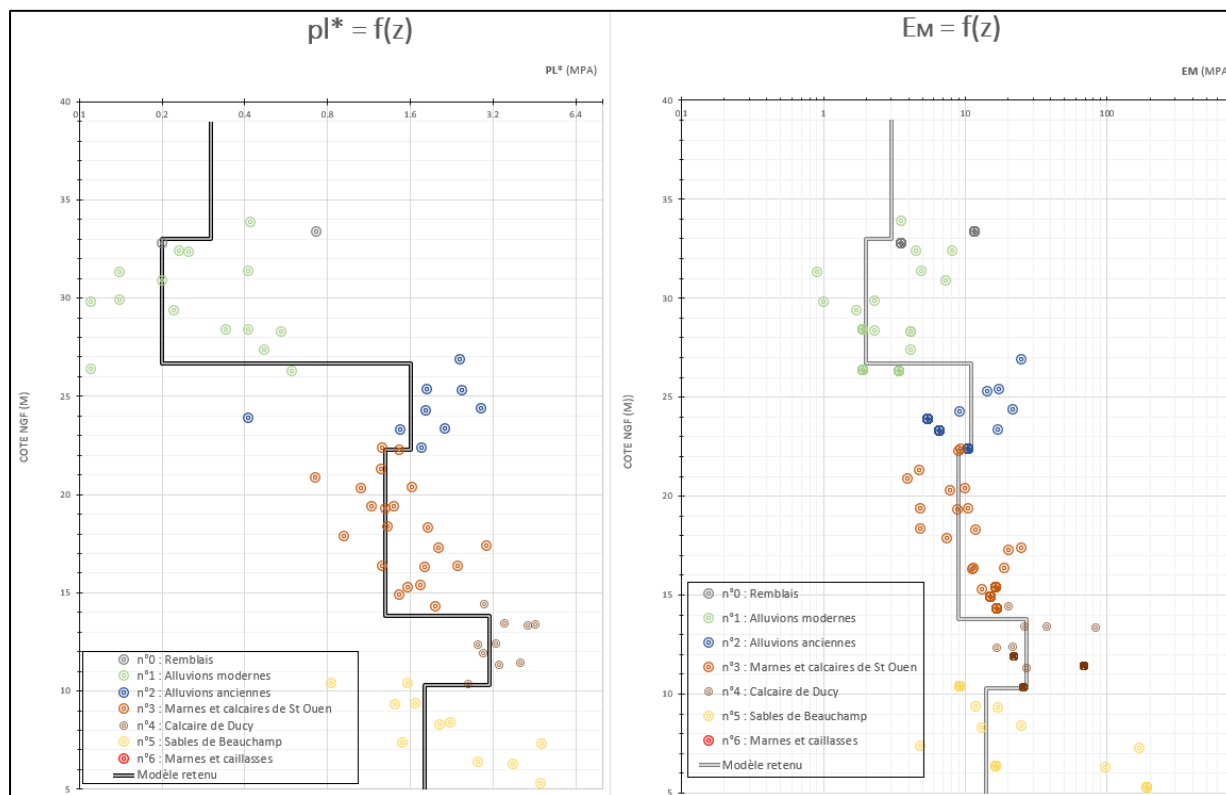 pl* = f(z)
PL* (MPA)
40
0.1 0.2 0.4 0.8 1.6 3.2 6.4
35
30
25
20
15
10
5
COTE NGF (M)
n°0 : Remblais
n°1 : Alluvions modernes
n°2 : Alluvions anciennes
n°3 : Marnes et calcaires de St Ouen
n°4 : Calcaire de Ducy
n°5 : Sables de Beauchamp
n°6 : Marnes et caillasses
Modèle retenu
EM = f(z)
EM (MPA
40
0.1 1 10 100
35
30
25
20
15
10
5
COTE NGF (M))
n°0 : Remblais
n°1 : Alluvions modernes
n°2 : Alluvions anciennes
n°3 : Marnes et calcaires de St Ouen
n°4 : Calcaire de Ducy
n°5 : Sables de Beauchamp
n°6 : Marnes et caillasses
Modèle retenu